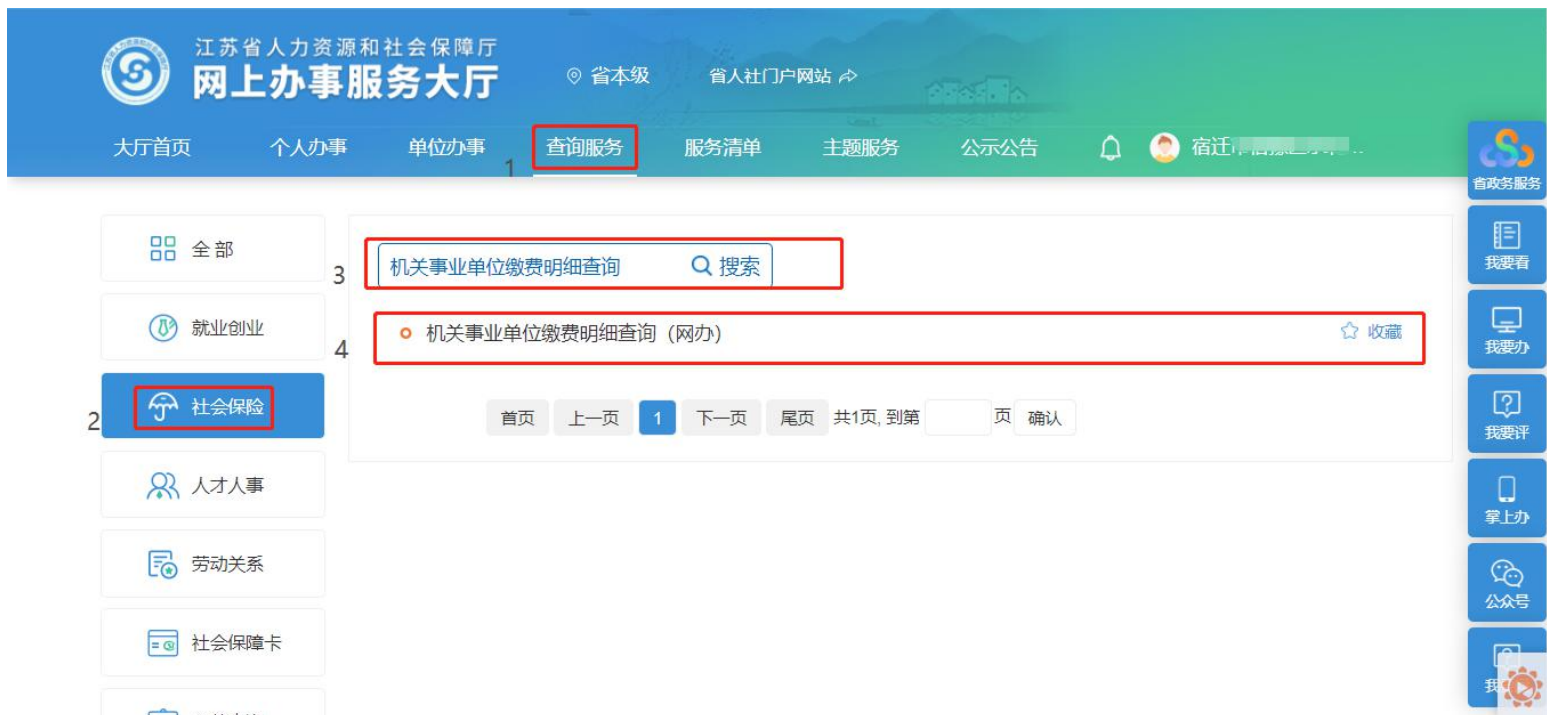 江苏省人力资源和社会保障厅
网上办事服务大厅
省本级
省人社门户网站
大厅首页 个人办事 单位办事 查询服务 服务清单 主题服务 公示公告 宿迁
1
省政务服务
全部
就业创业
社会保险
2
人才人事
劳动关系
社会保障卡
3
机关事业单位缴费明细查询 搜索
4
机关事业单位缴费明细查询（网办） 收藏
首页 上一页 1 下一页 尾页 共1页, 到第 页 确认
我要看
我要办
我要评
掌上办
公众号